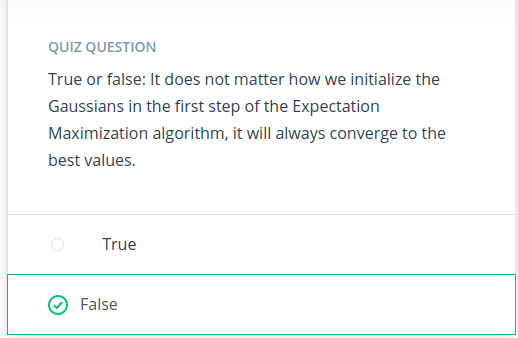 QUIZ QUESTION
True or false: It does not matter how we initialize the
Gaussians in the first step of the Expectation
Maximization algorithm, it will always converge to the
best values.
True
False